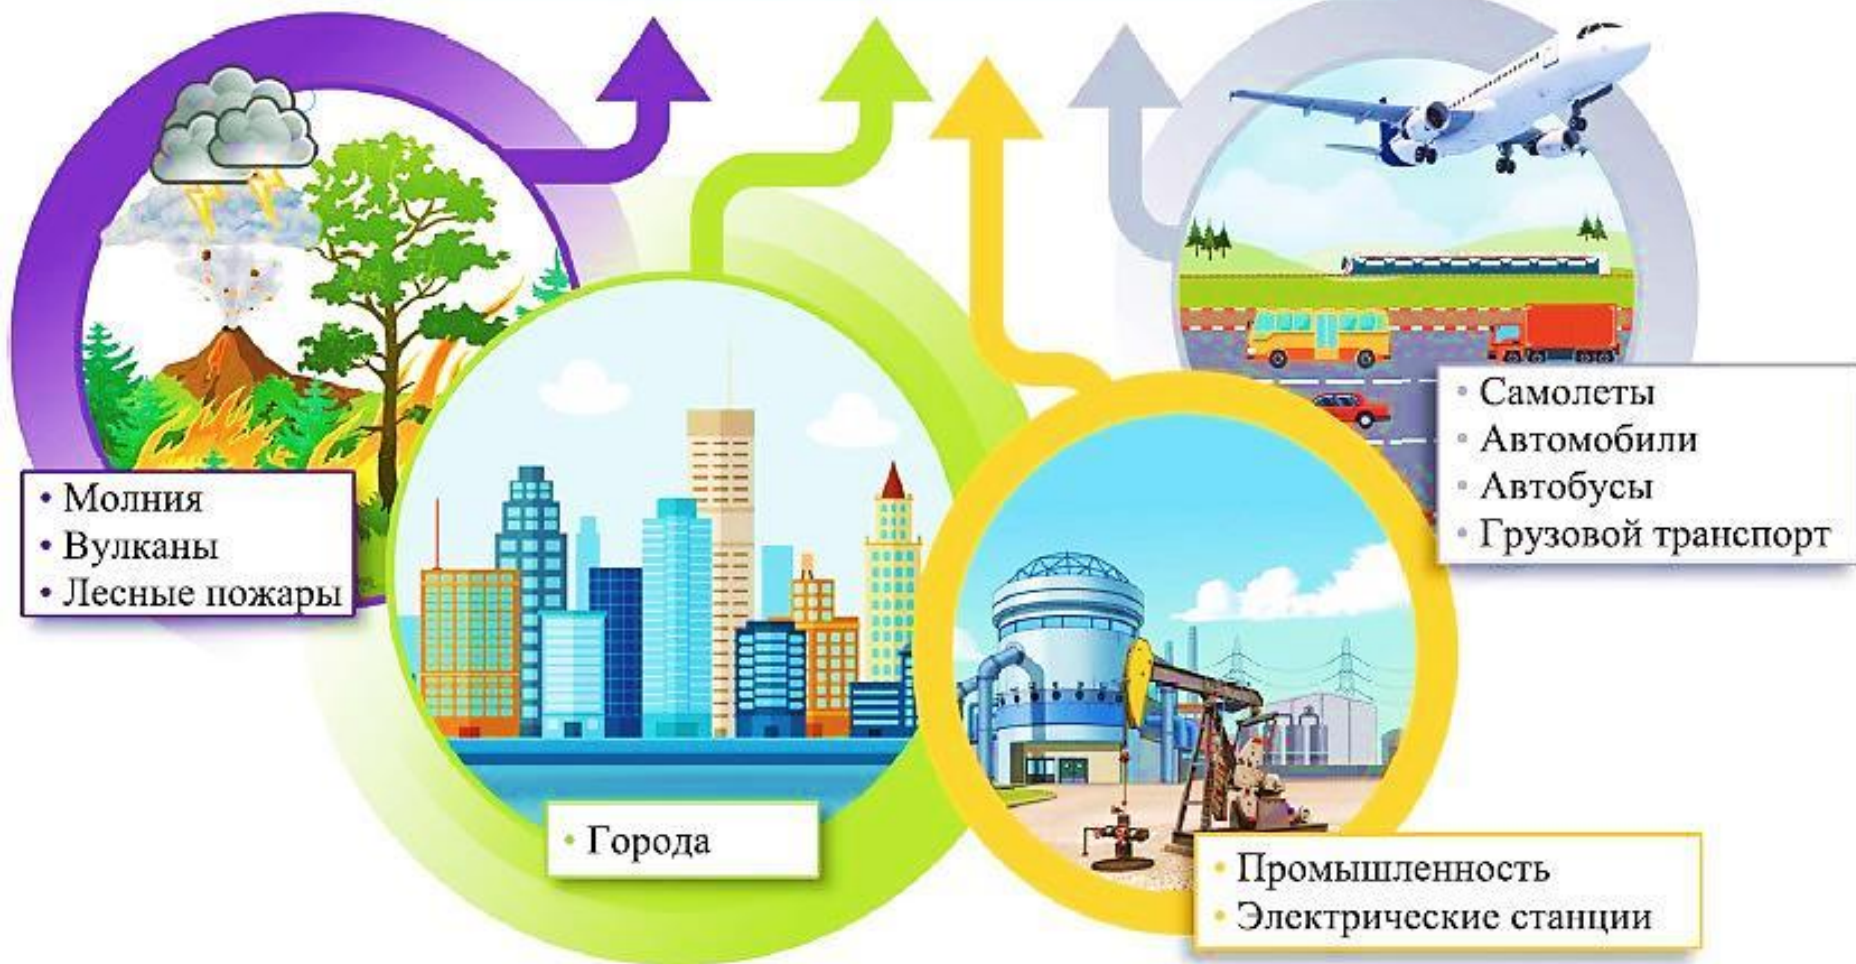 • Молния
• Вулканы
• Лесные пожары
• Города
• Самолеты
• Автомобили
• Автобусы
• Грузовой транспорт
• Промышленность
• Электрические станции